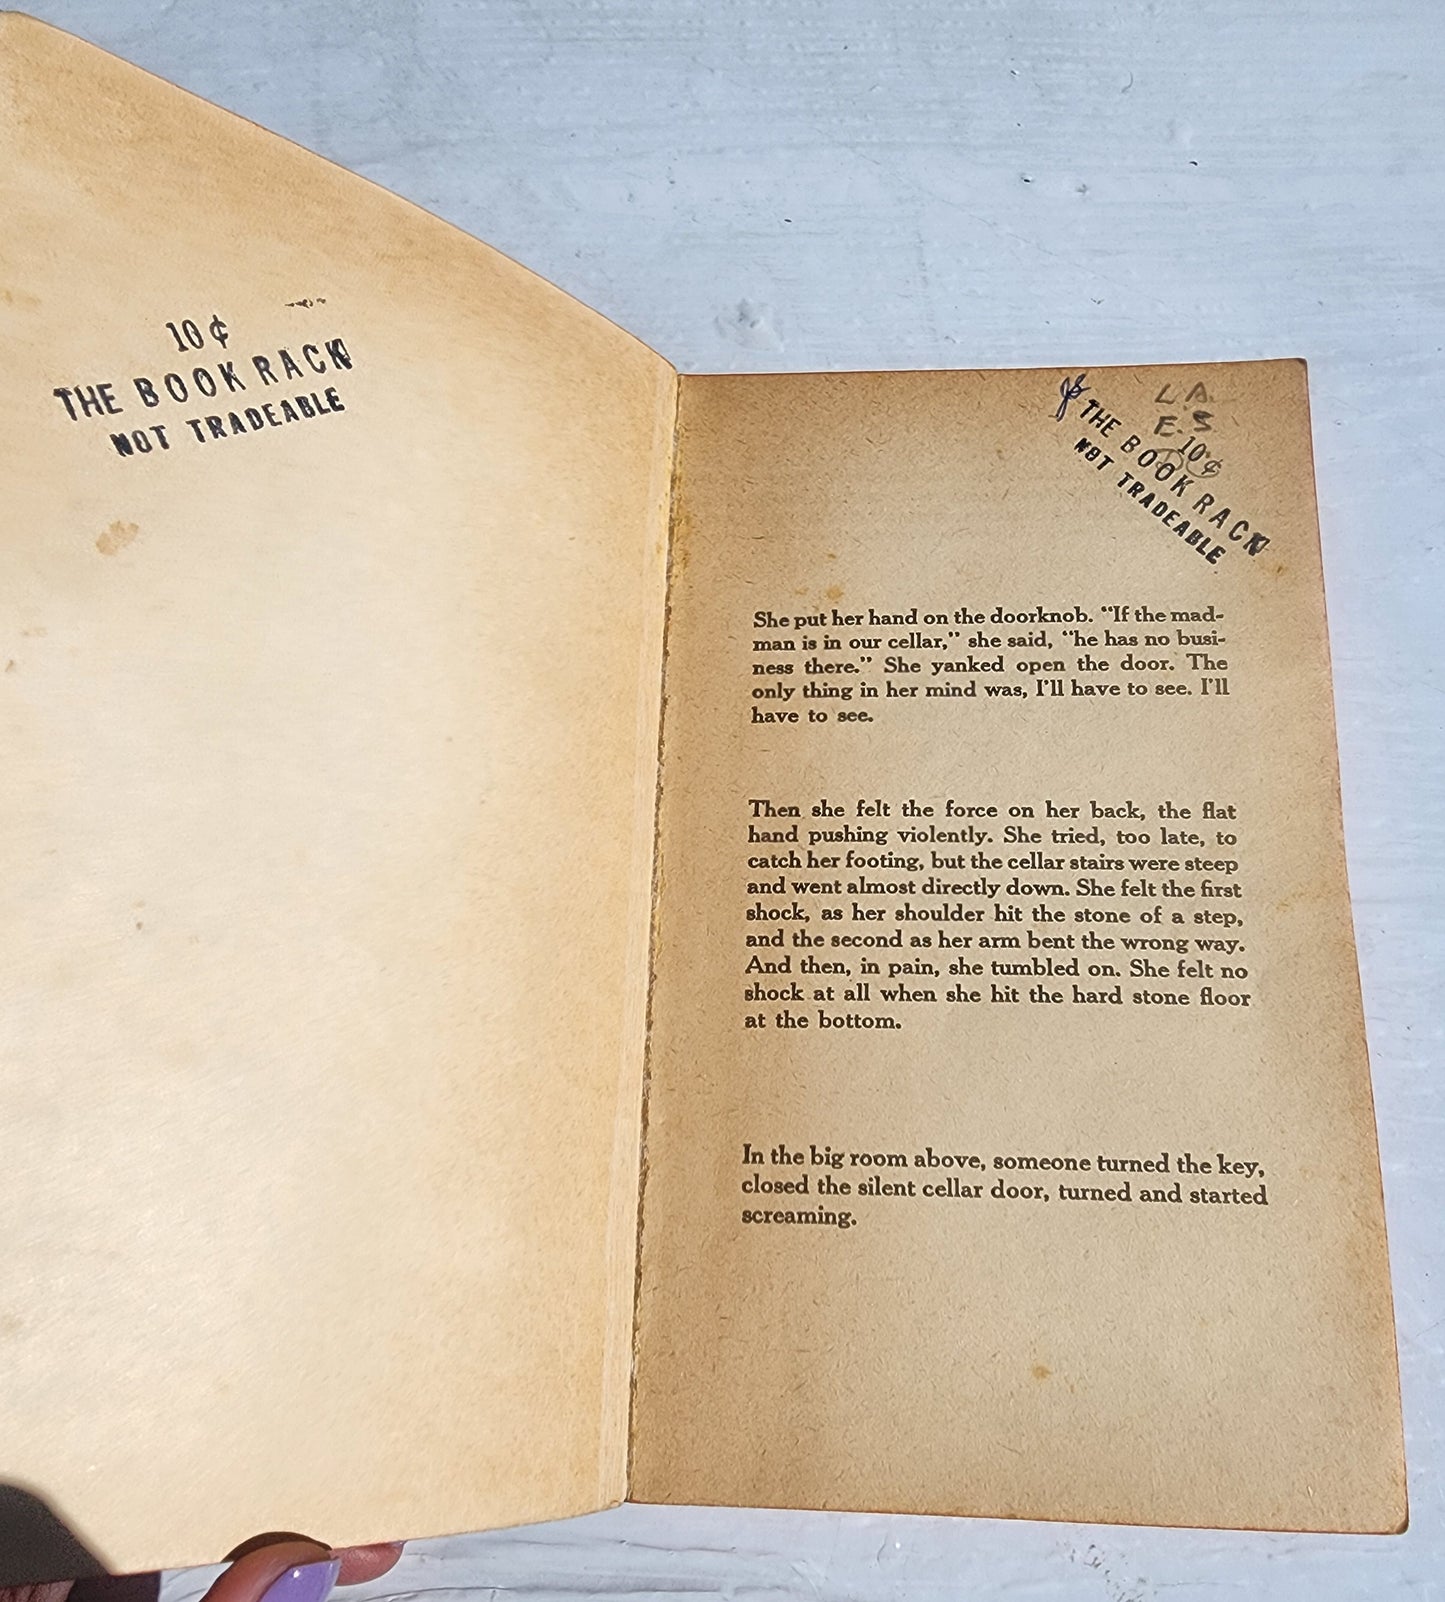 10¢
THE BOOK RACK
NOT TRADEABLE
L.A.
E.S
10¢
THE BOOK RACK
NOT TRADEABLE
She put her hand on the doorknob. "If the mad-
man is in our cellar," she said, "he has no busi-
ness there." She yanked open the door. The
only thing in her mind was, I'll have to see. I'll
have to see.
Then she felt the force on her back, the flat
hand pushing violently. She tried, too late, to
catch her footing, but the cellar stairs were steep
and went almost directly down. She felt the first
shock, as her shoulder hit the stone of a step,
and the second as her arm bent the wrong way.
And then, in pain, she tumbled on. She felt no
shock at all when she hit the hard stone floor
at the bottom.
In the big room above, someone turned the key,
closed the silent cellar door, turned and started
screaming.